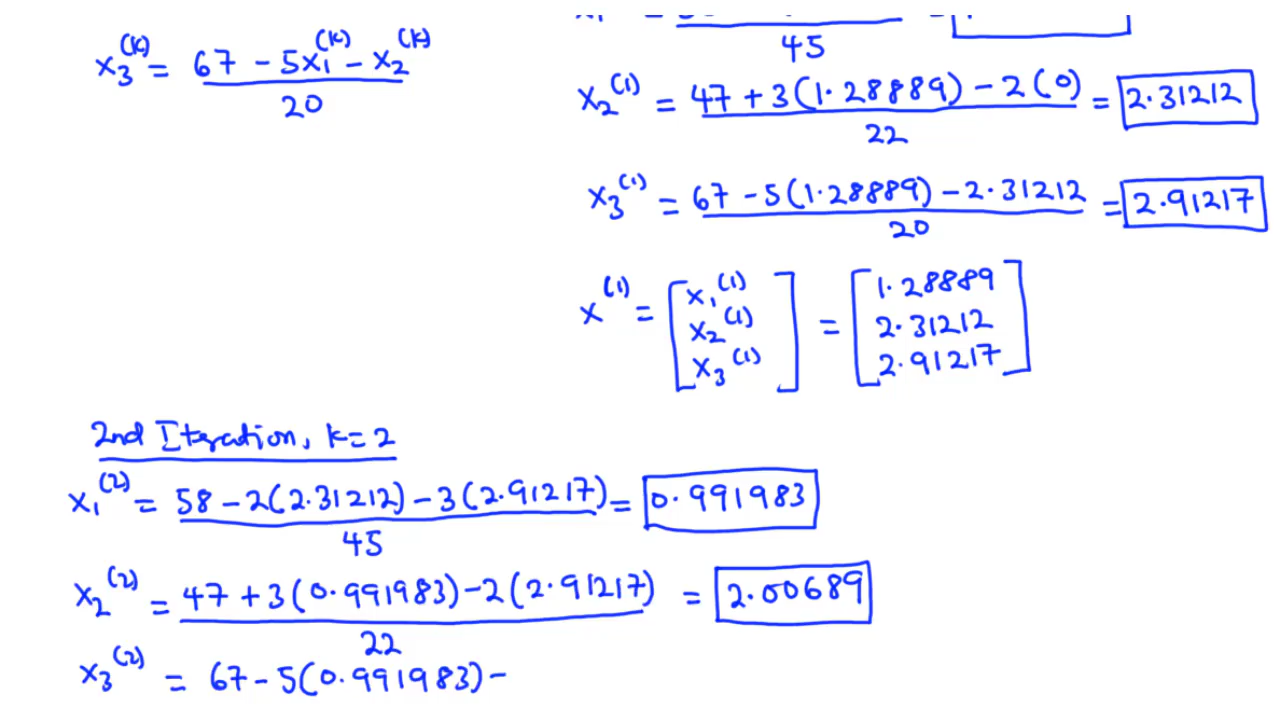 x₃⁽ᵏ⁾ = (67 - 5x₁⁽ᵏ⁾ - x₂⁽ᵏ⁾) / 20
45
x₂⁽¹⁾ = (47 + 3(1.28889) - 2(0)) / 22 = 2.31212
x₃⁽¹⁾ = (67 - 5(1.28889) - 2.31212) / 20 = 2.91217
x⁽¹⁾ = [x₁⁽¹⁾ x₂⁽¹⁾ x₃⁽¹⁾] = [1.28889 2.31212 2.91217]
2nd Iteration, k=2
x₁⁽²⁾ = (58 - 2(2.31212) - 3(2.91217)) / 45 = 0.991983
x₂⁽²⁾ = (47 + 3(0.991983) - 2(2.91217)) / 22 = 2.00689
x₃⁽²⁾ = 67 - 5(0.991983) -